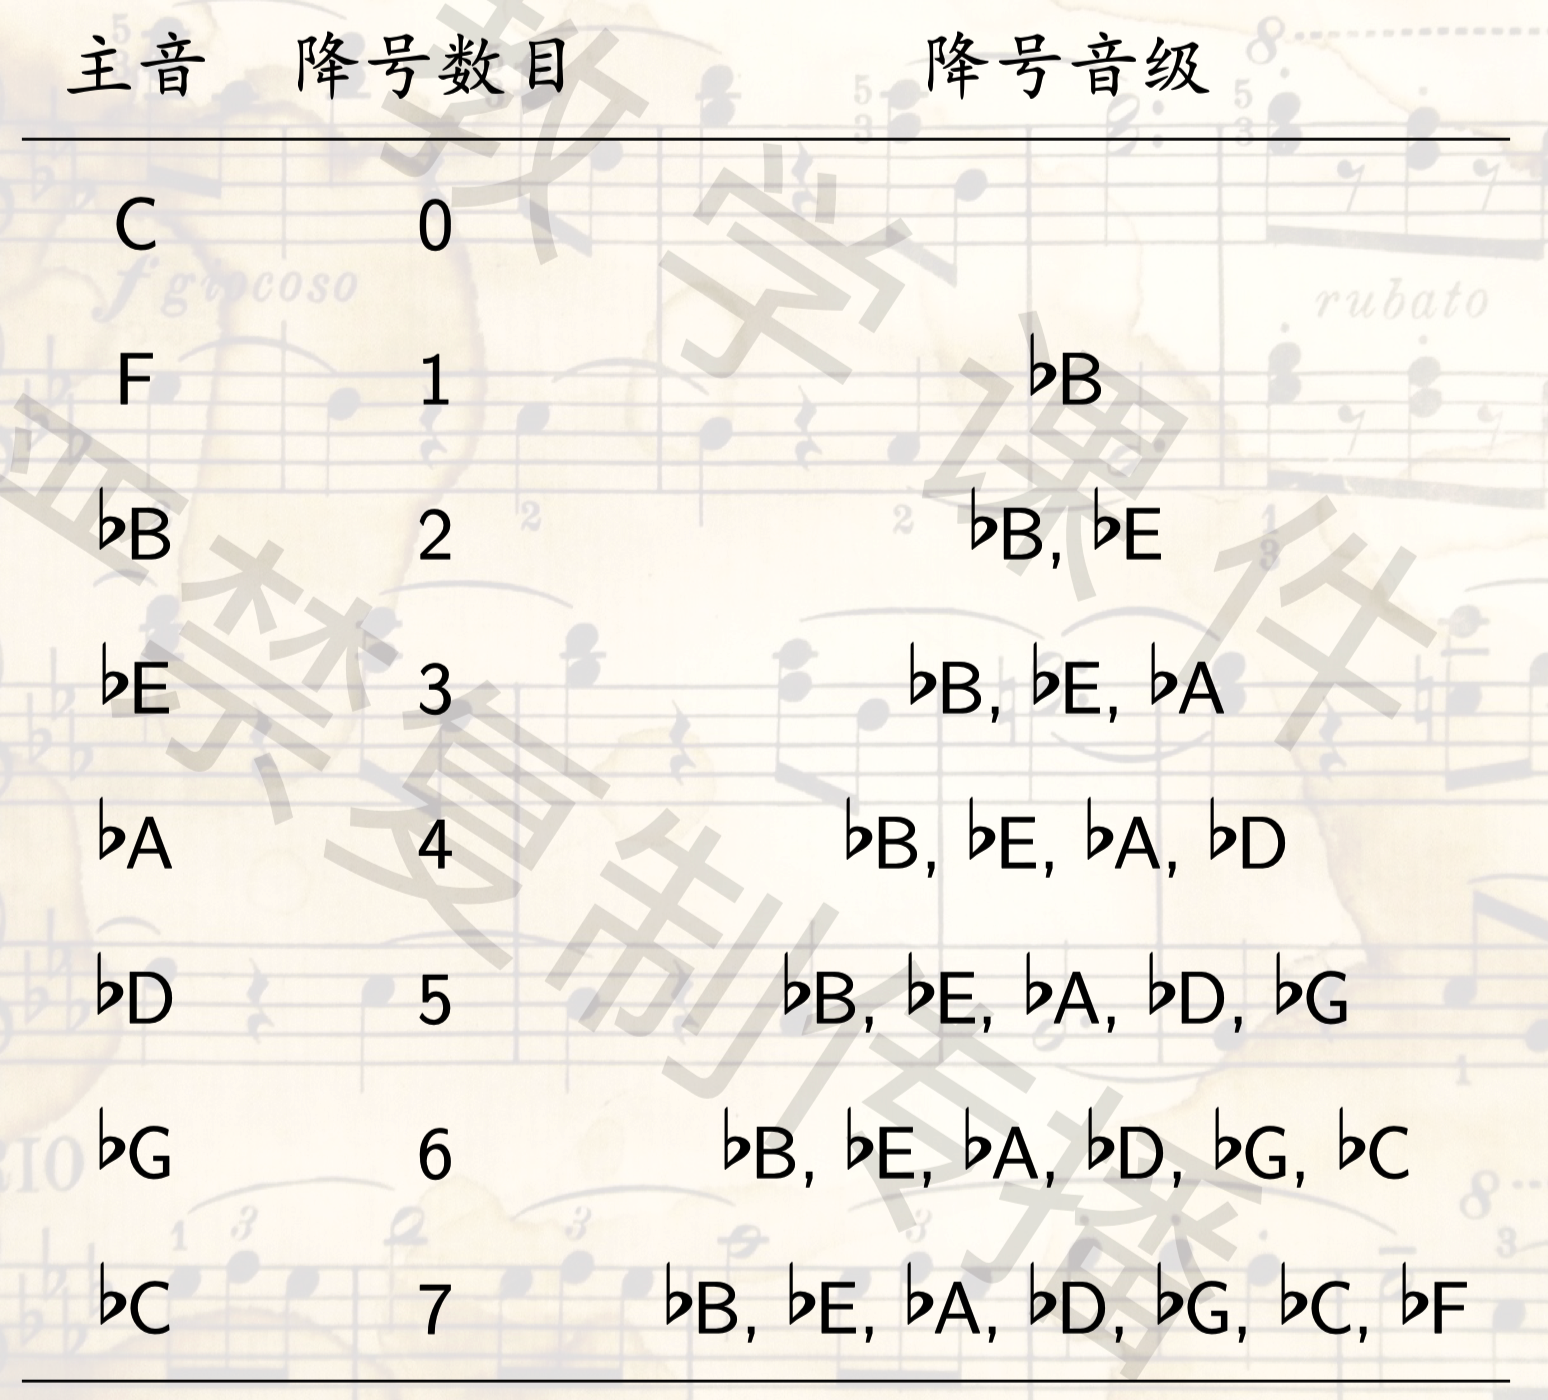 主音 降号数目 降号音级
C 0
F 1 ♭B
♭B 2 ♭B, ♭E
♭E 3 ♭B, ♭E, ♭A
♭A 4 ♭B, ♭E, ♭A, ♭D
♭D 5 ♭B, ♭E, ♭A, ♭D, ♭G
♭G 6 ♭B, ♭E, ♭A, ♭D, ♭G, ♭C
♭C 7 ♭B, ♭E, ♭A, ♭D, ♭G, ♭C, ♭F
教学课件
严禁复制传播
f giocoso
rubato